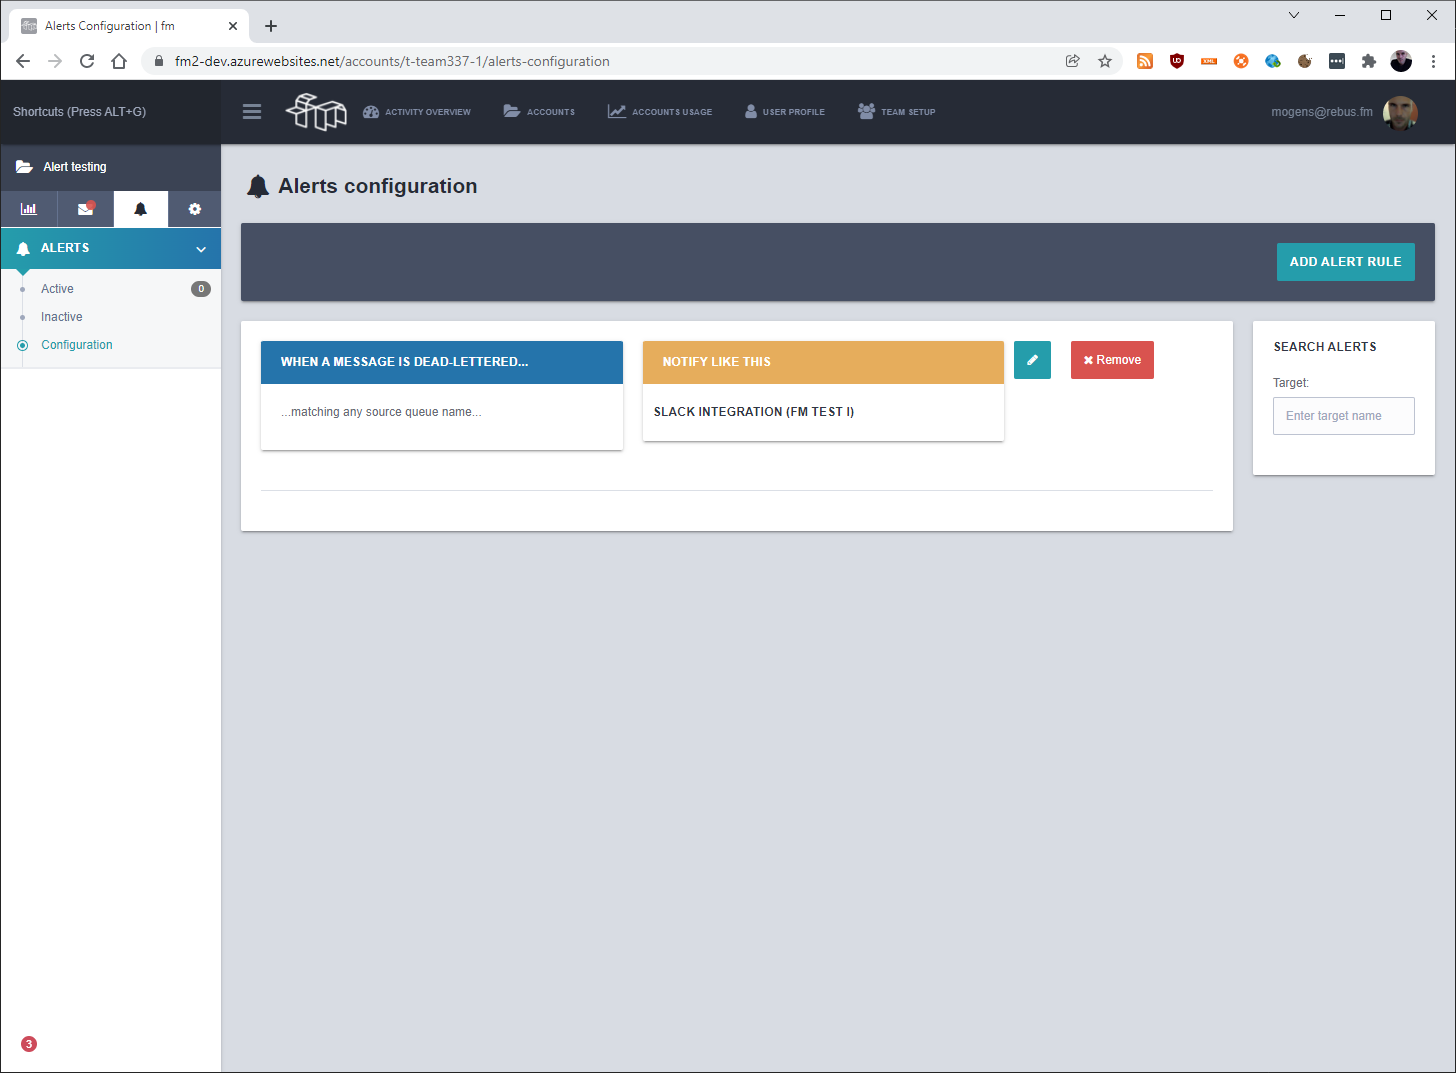 Alerts Configuration | fm
fm2-dev.azurewebsites.net/accounts/t-team337-1/alerts-configuration
Shortcuts (Press ALT+G)
ACTIVITY OVERVIEW
ACCOUNTS
ACCOUNTS USAGE
USER PROFILE
TEAM SETUP
mogens@rebus.fm
Alert testing
ALERTS
Active
0
Inactive
Configuration
3
Alerts configuration
ADD ALERT RULE
WHEN A MESSAGE IS DEAD-LETTERED...
...matching any source queue name...
NOTIFY LIKE THIS
SLACK INTEGRATION (FM TEST I)
Remove
SEARCH ALERTS
Target:
Enter target name